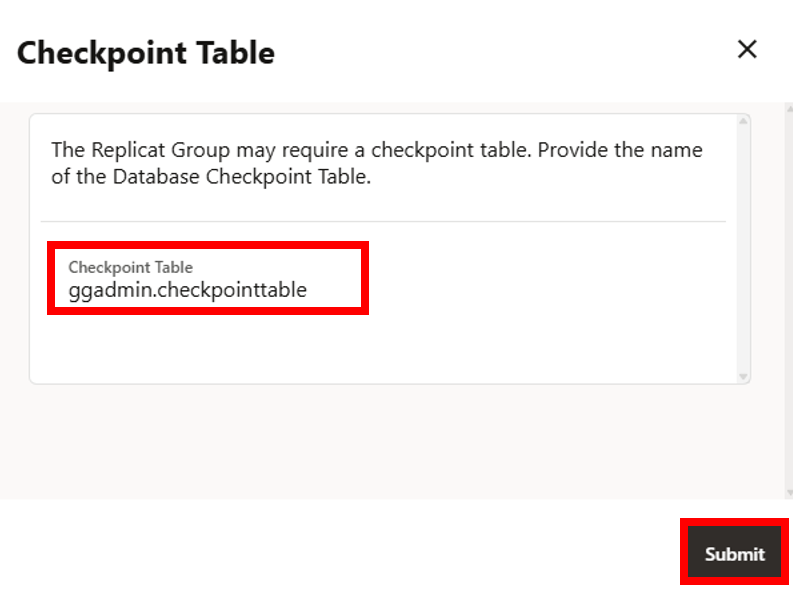 Checkpoint Table
The Replicat Group may require a checkpoint table. Provide the name
of the Database Checkpoint Table.
Checkpoint Table
ggadmin.checkpointtable
Submit